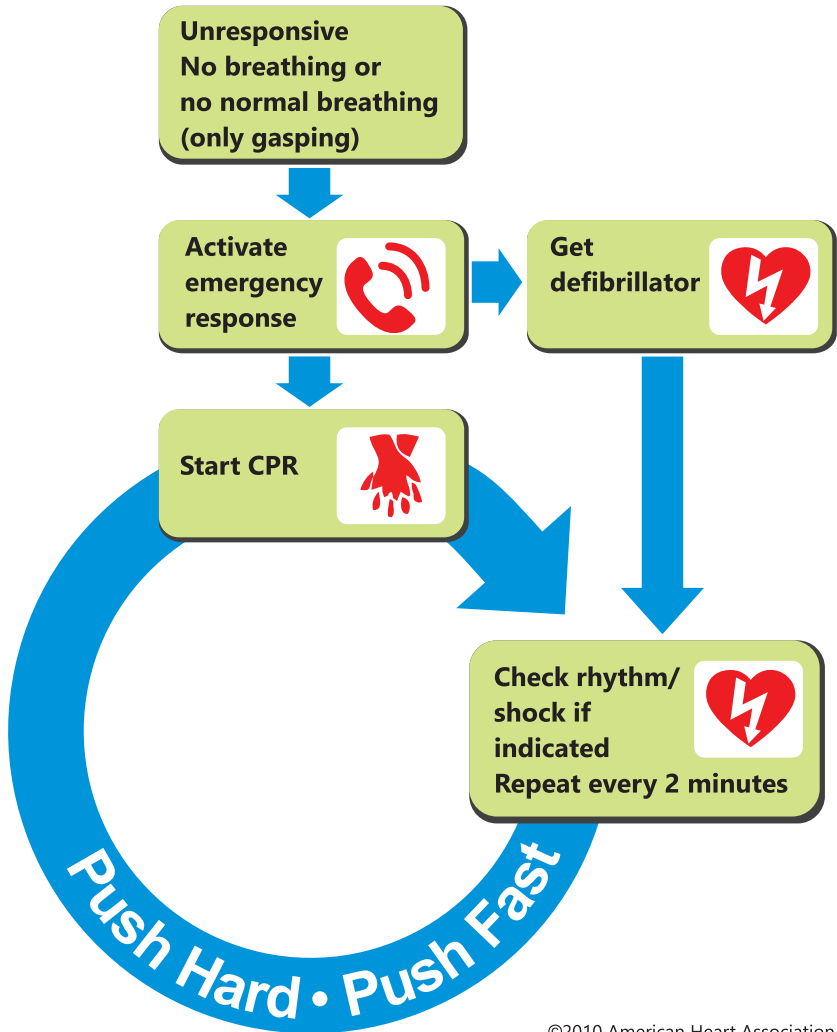 Unresponsive
No breathing or
no normal breathing
(only gasping)
Activate
emergency
response
Get
defibrillator
Start CPR
Check rhythm/
shock if
indicated
Repeat every 2 minutes
Push Hard • Push Fast
©2010 American Heart Association